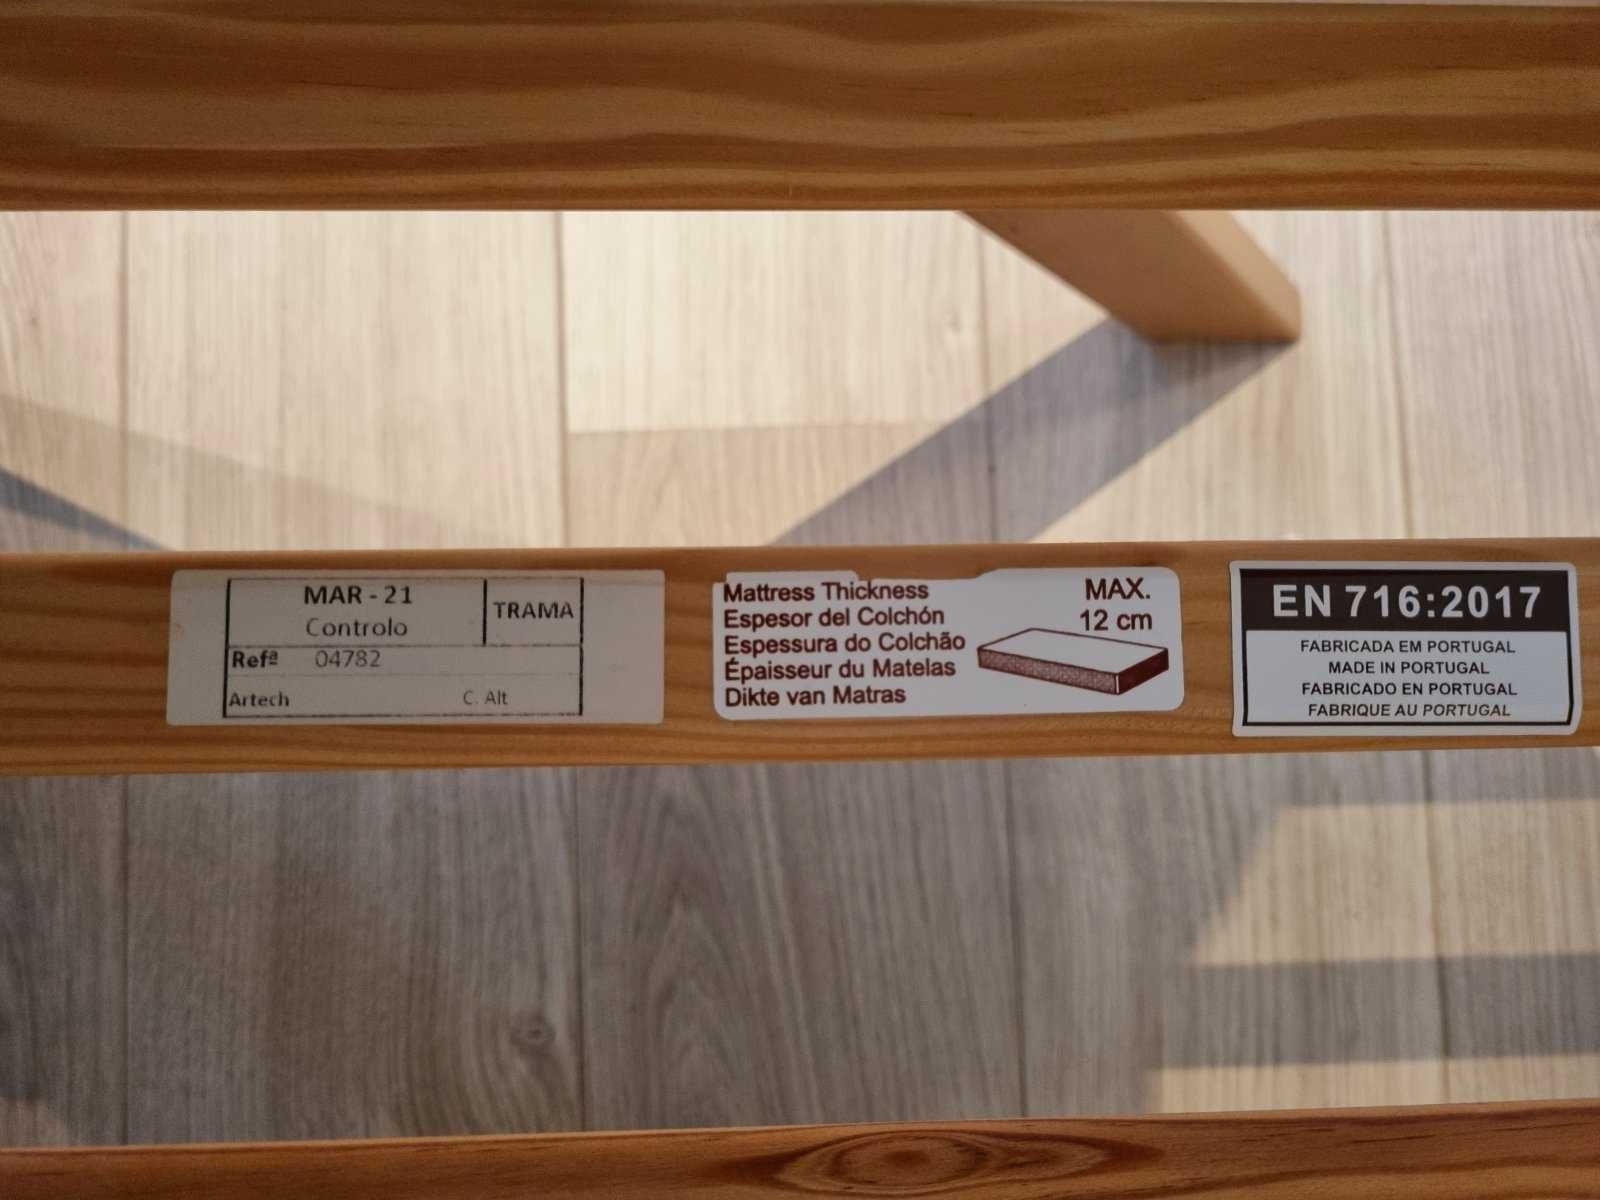 MAR - 21
Controlo
TRAMA
Refª 04782
Artech C. Alt
Mattress Thickness
Espesor del Colchón
Espessura do Colchão
Épaisseur du Matelas
Dikte van Matras
MAX.
12 cm
EN 716:2017
FABRICADA EM PORTUGAL
MADE IN PORTUGAL
FABRICADO EN PORTUGAL
FABRIQUE AU PORTUGAL